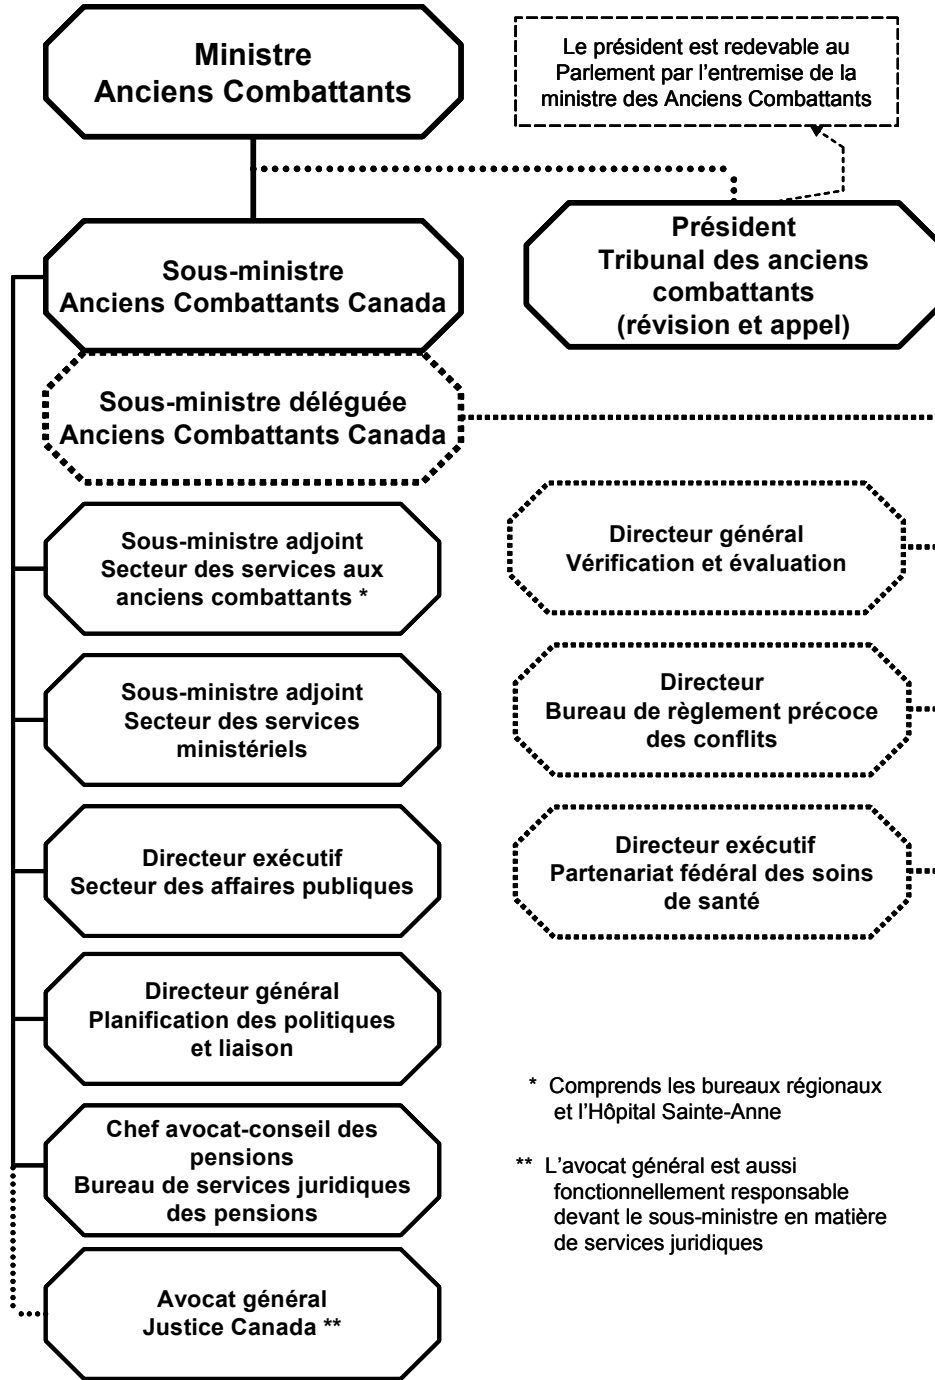 Ministre
Anciens Combattants
Le président est redevable au
Parlement par l'entremise de la
ministre des Anciens Combattants
Sous-ministre
Anciens Combattants Canada
Président
Tribunal des anciens
combattants
(révision et appel)
Sous-ministre déléguée
Anciens Combattants Canada
Sous-ministre adjoint
Secteur des services aux
anciens combattants *
Directeur général
Vérification et évaluation
Sous-ministre adjoint
Secteur des services
ministériels
Directeur
Bureau de règlement précoce
des conflits
Directeur exécutif
Secteur des affaires publiques
Directeur exécutif
Partenariat fédéral des soins
de santé
Directeur général
Planification des politiques
et liaison
Chef avocat-conseil des
pensions
Bureau de services juridiques
des pensions
Avocat général
Justice Canada **
* Comprends les bureaux régionaux
et l'Hôpital Sainte-Anne
** L'avocat général est aussi
fonctionnellement responsable
devant le sous-ministre en matière
de services juridiques